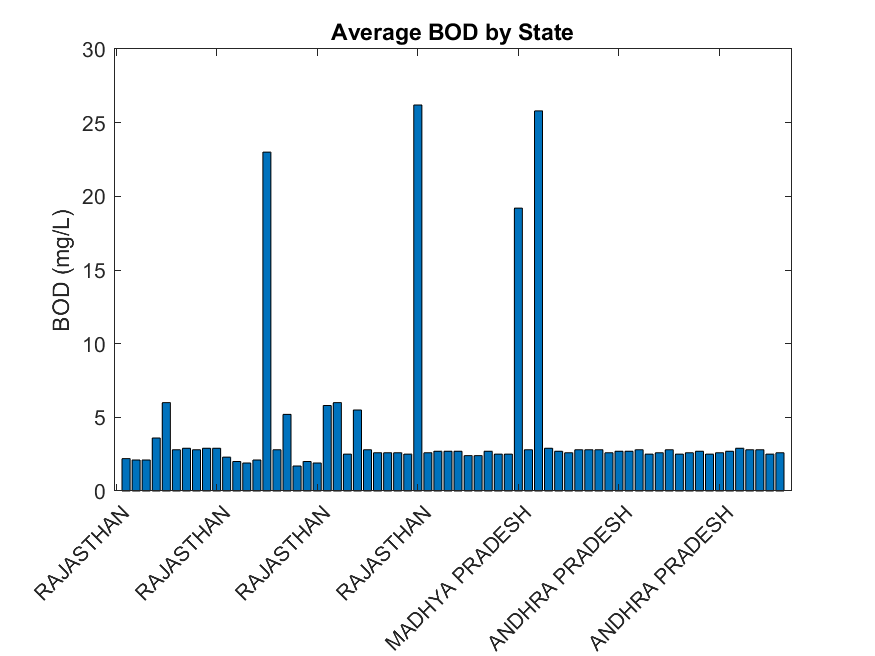 Average BOD by State
30
25
20
15
10
5
0
BOD (mg/L)
RAJASTHAN
RAJASTHAN
RAJASTHAN
RAJASTHAN
MADHYA PRADESH
ANDHRA PRADESH
ANDHRA PRADESH